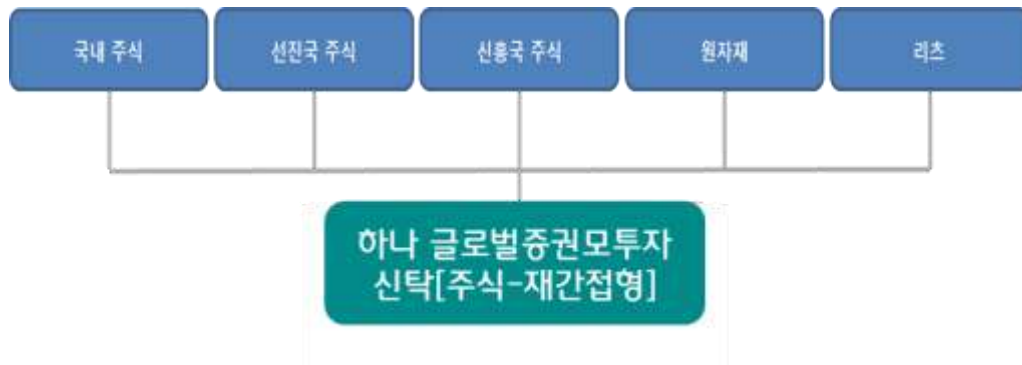 국내 주식
선진국 주식
신흥국 주식
원자재
리츠
하나 글로벌증권모투자
신탁[주식-재간접형]